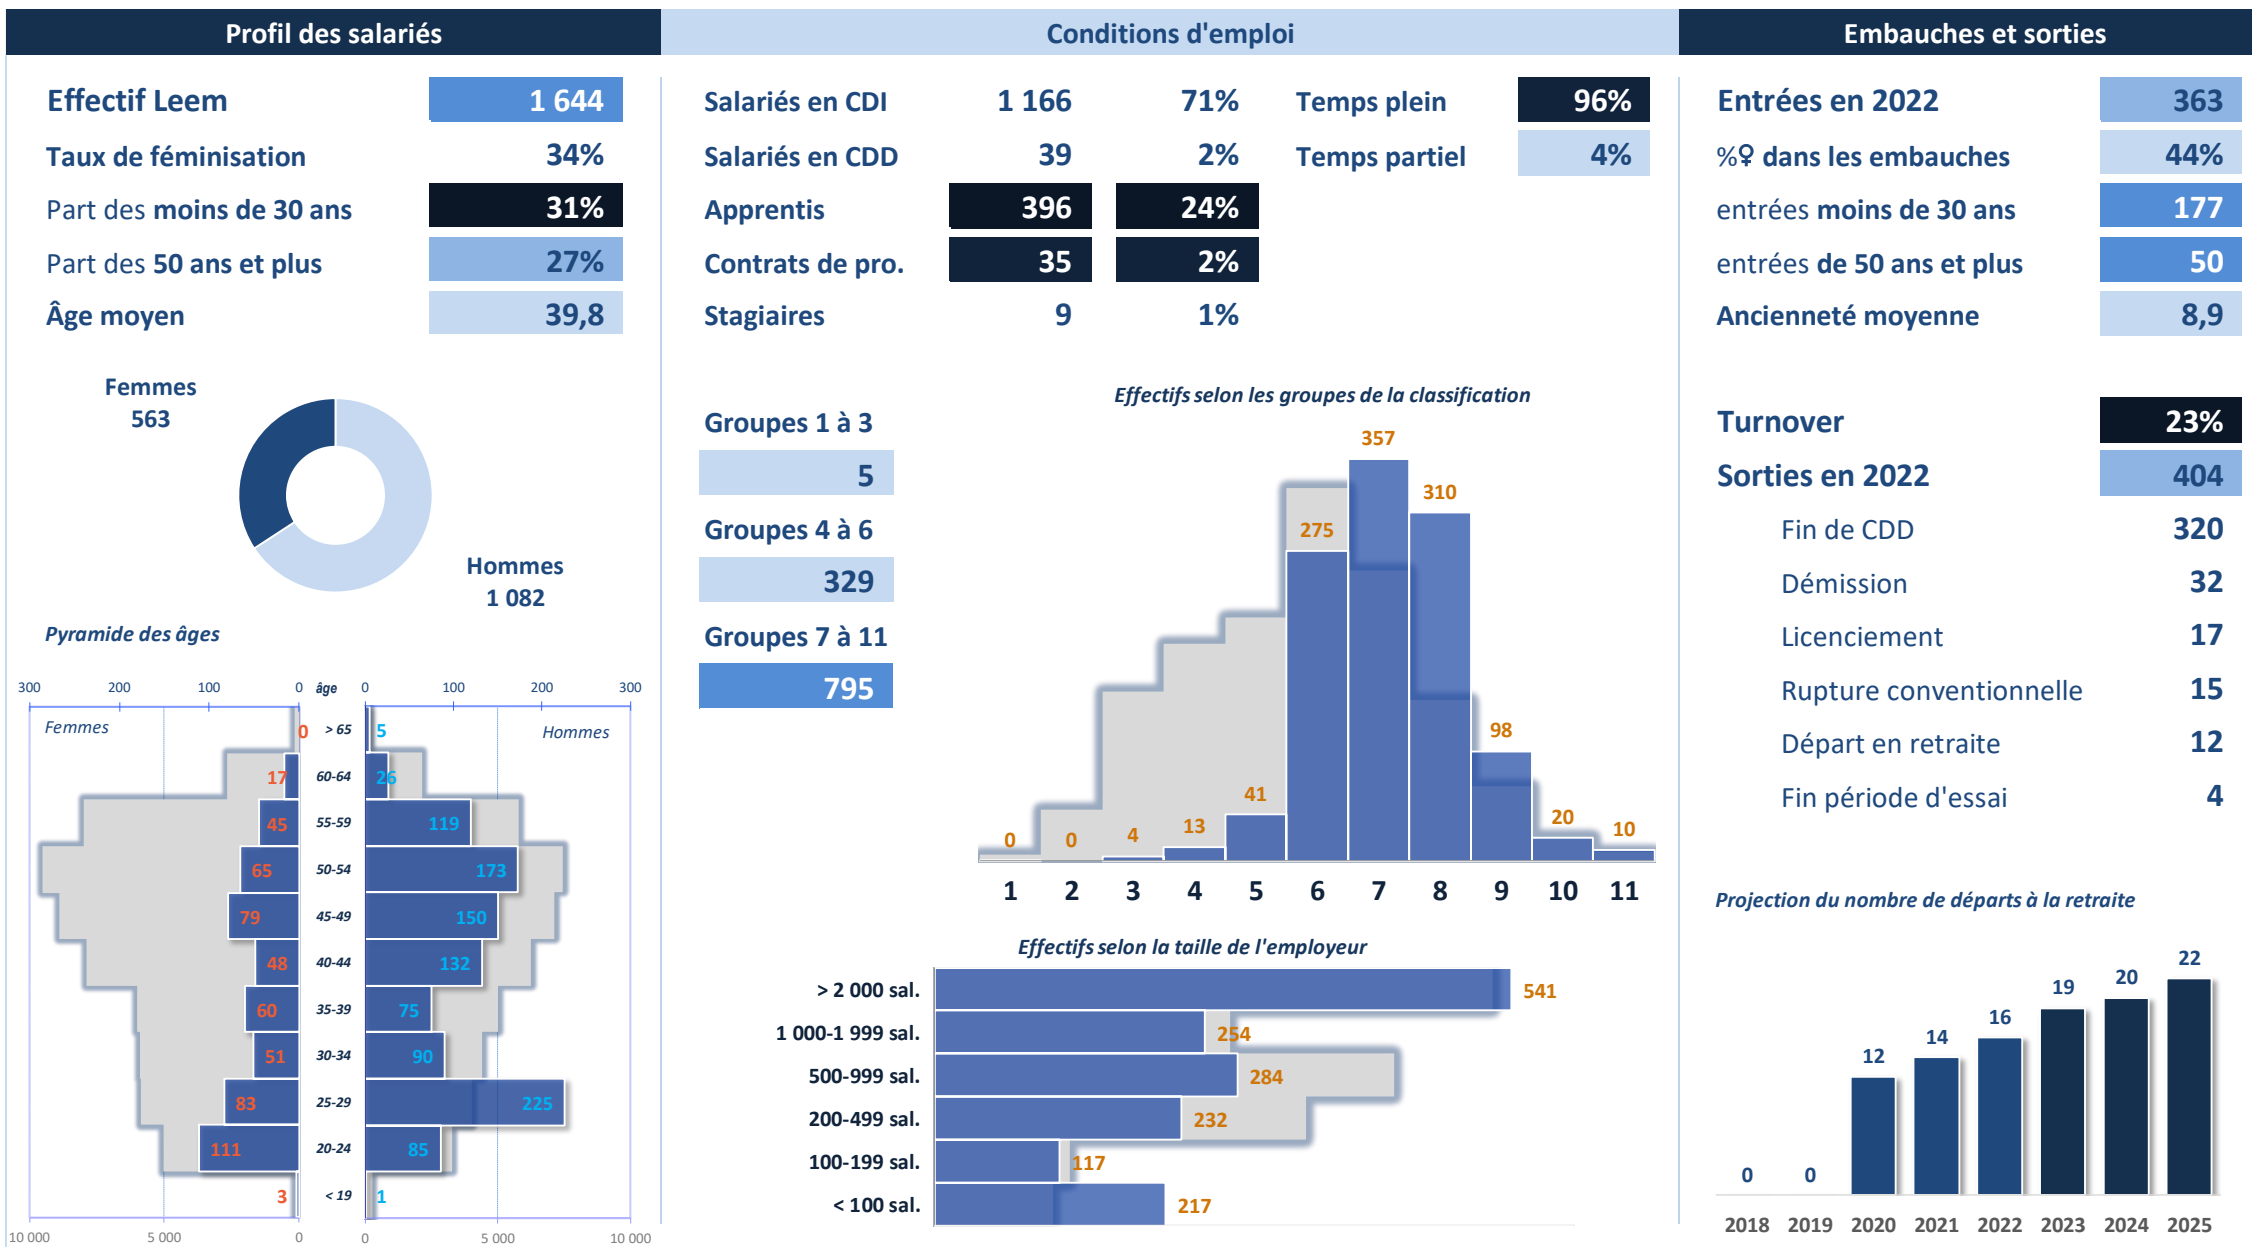 Profil des salariés
Effectif Leem 1 644
Taux de féminisation 34%
Part des moins de 30 ans 31%
Part des 50 ans et plus 27%
Âge moyen 39,8
Femmes
563
Hommes
1 082
Pyramide des âges
300 200 100 0 âge 0 100 200 300
Femmes Hommes
0 > 65 5
17 60-64 26
45 55-59 119
65 50-54 173
79 45-49 150
48 40-44 132
60 35-39 75
51 30-34 90
83 25-29 225
111 20-24 85
3 < 19 1
10 000 5 000 0 0 5 000 10 000
Conditions d'emploi
Salariés en CDI 1 166 71% Temps plein 96%
Salariés en CDD 39 2% Temps partiel 4%
Apprentis 396 24%
Contrats de pro. 35 2%
Stagiaires 9 1%
Groupes 1 à 3
5
Groupes 4 à 6
329
Groupes 7 à 11
795
Effectifs selon les groupes de la classification
0 0 4 13 41 275 357 310 98 20 10
1 2 3 4 5 6 7 8 9 10 11
Effectifs selon la taille de l'employeur
> 2 000 sal. 541
1 000-1 999 sal. 254
500-999 sal. 284
200-499 sal. 232
100-199 sal. 117
< 100 sal. 217
Embauches et sorties
Entrées en 2022 363
%♀ dans les embauches 44%
entrées moins de 30 ans 177
entrées de 50 ans et plus 50
Ancienneté moyenne 8,9
Turnover 23%
Sorties en 2022 404
Fin de CDD 320
Démission 32
Licenciement 17
Rupture conventionnelle 15
Départ en retraite 12
Fin période d'essai 4
Projection du nombre de départs à la retraite
0 0 12 14 16 19 20 22
2018 2019 2020 2021 2022 2023 2024 2025